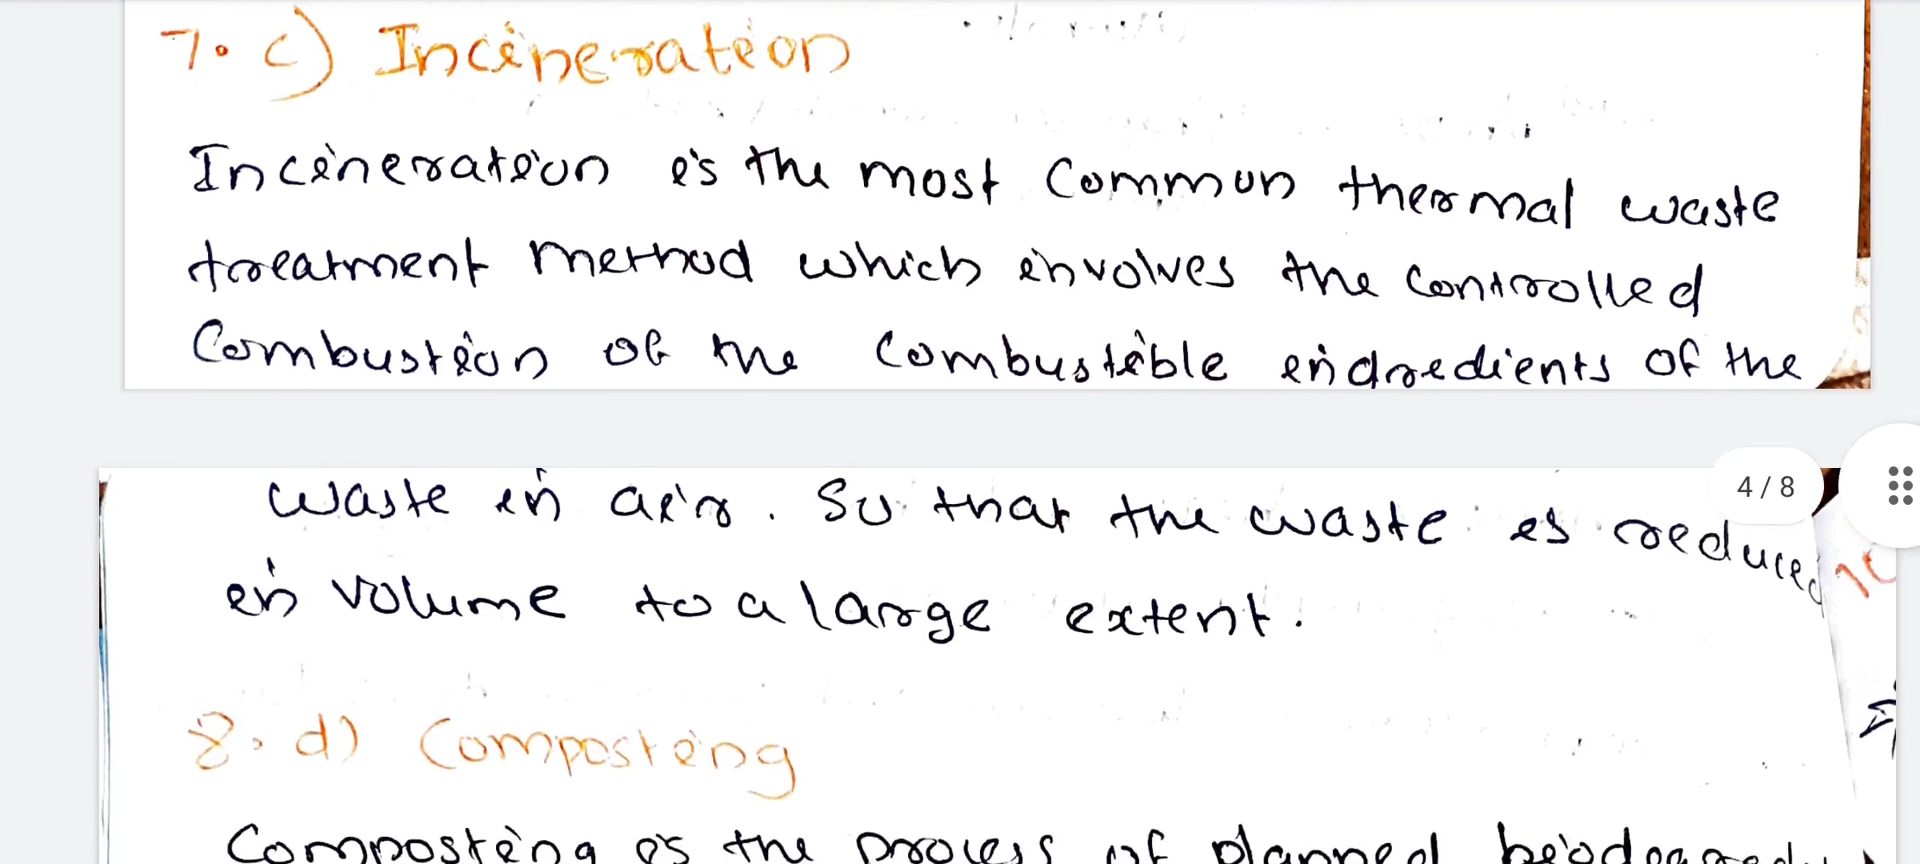 7. c) Incineration
Incineration is the most common thermal waste
treatment method which involves the controlled
Combustion of the combustible ingredients of the
4 / 8
waste in air. So that the waste is reduced
in volume to a large extent.
8. d) Composting
Composting is the process of planned